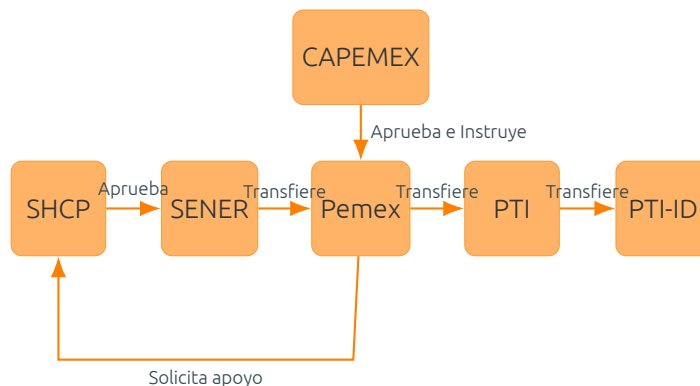 CAPEMEX
Aprueba e Instruye
Aprueba
Transfiere
Transfiere
Transfiere
SHCP
SENER
Pemex
PTI
PTI-ID
Solicita apoyo